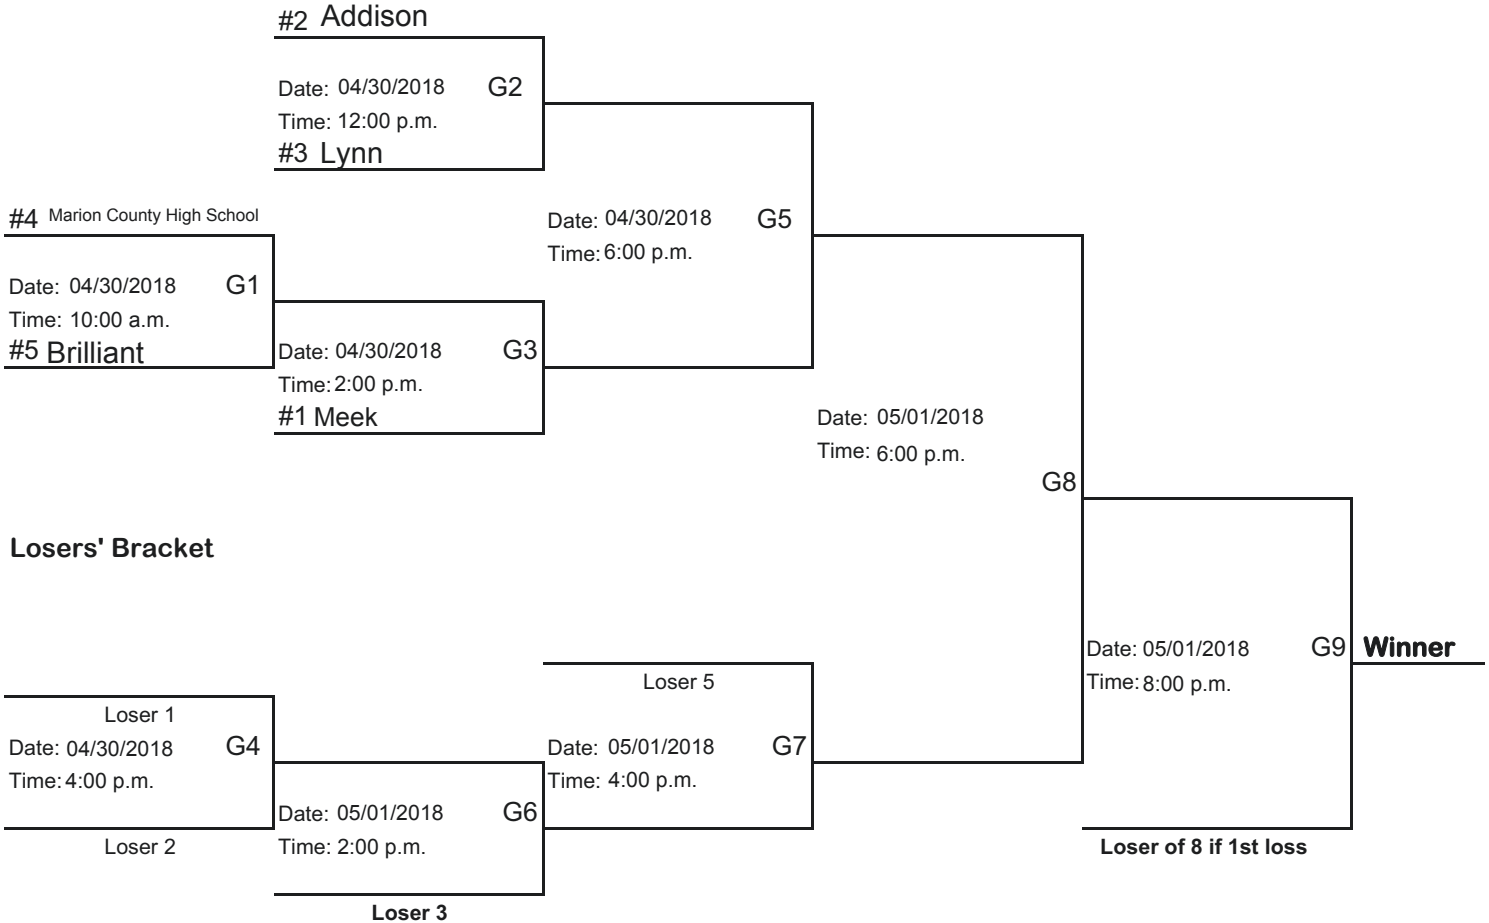 #2 Addison
Date: 04/30/2018 G2
Time: 12:00 p.m.
#3 Lynn
#4 Marion County High School
Date: 04/30/2018 G5
Time: 6:00 p.m.
Date: 04/30/2018 G1
Time: 10:00 a.m.
#5 Brilliant
Date: 04/30/2018 G3
Time: 2:00 p.m.
#1 Meek
Date: 05/01/2018
Time: 6:00 p.m.
G8
Losers' Bracket
Date: 05/01/2018 G9 Winner
Time: 8:00 p.m.
Loser 5
Loser 1
Date: 04/30/2018 G4
Time: 4:00 p.m.
Date: 05/01/2018 G7
Time: 4:00 p.m.
Date: 05/01/2018 G6
Time: 2:00 p.m.
Loser 2
Loser of 8 if 1st loss
Loser 3